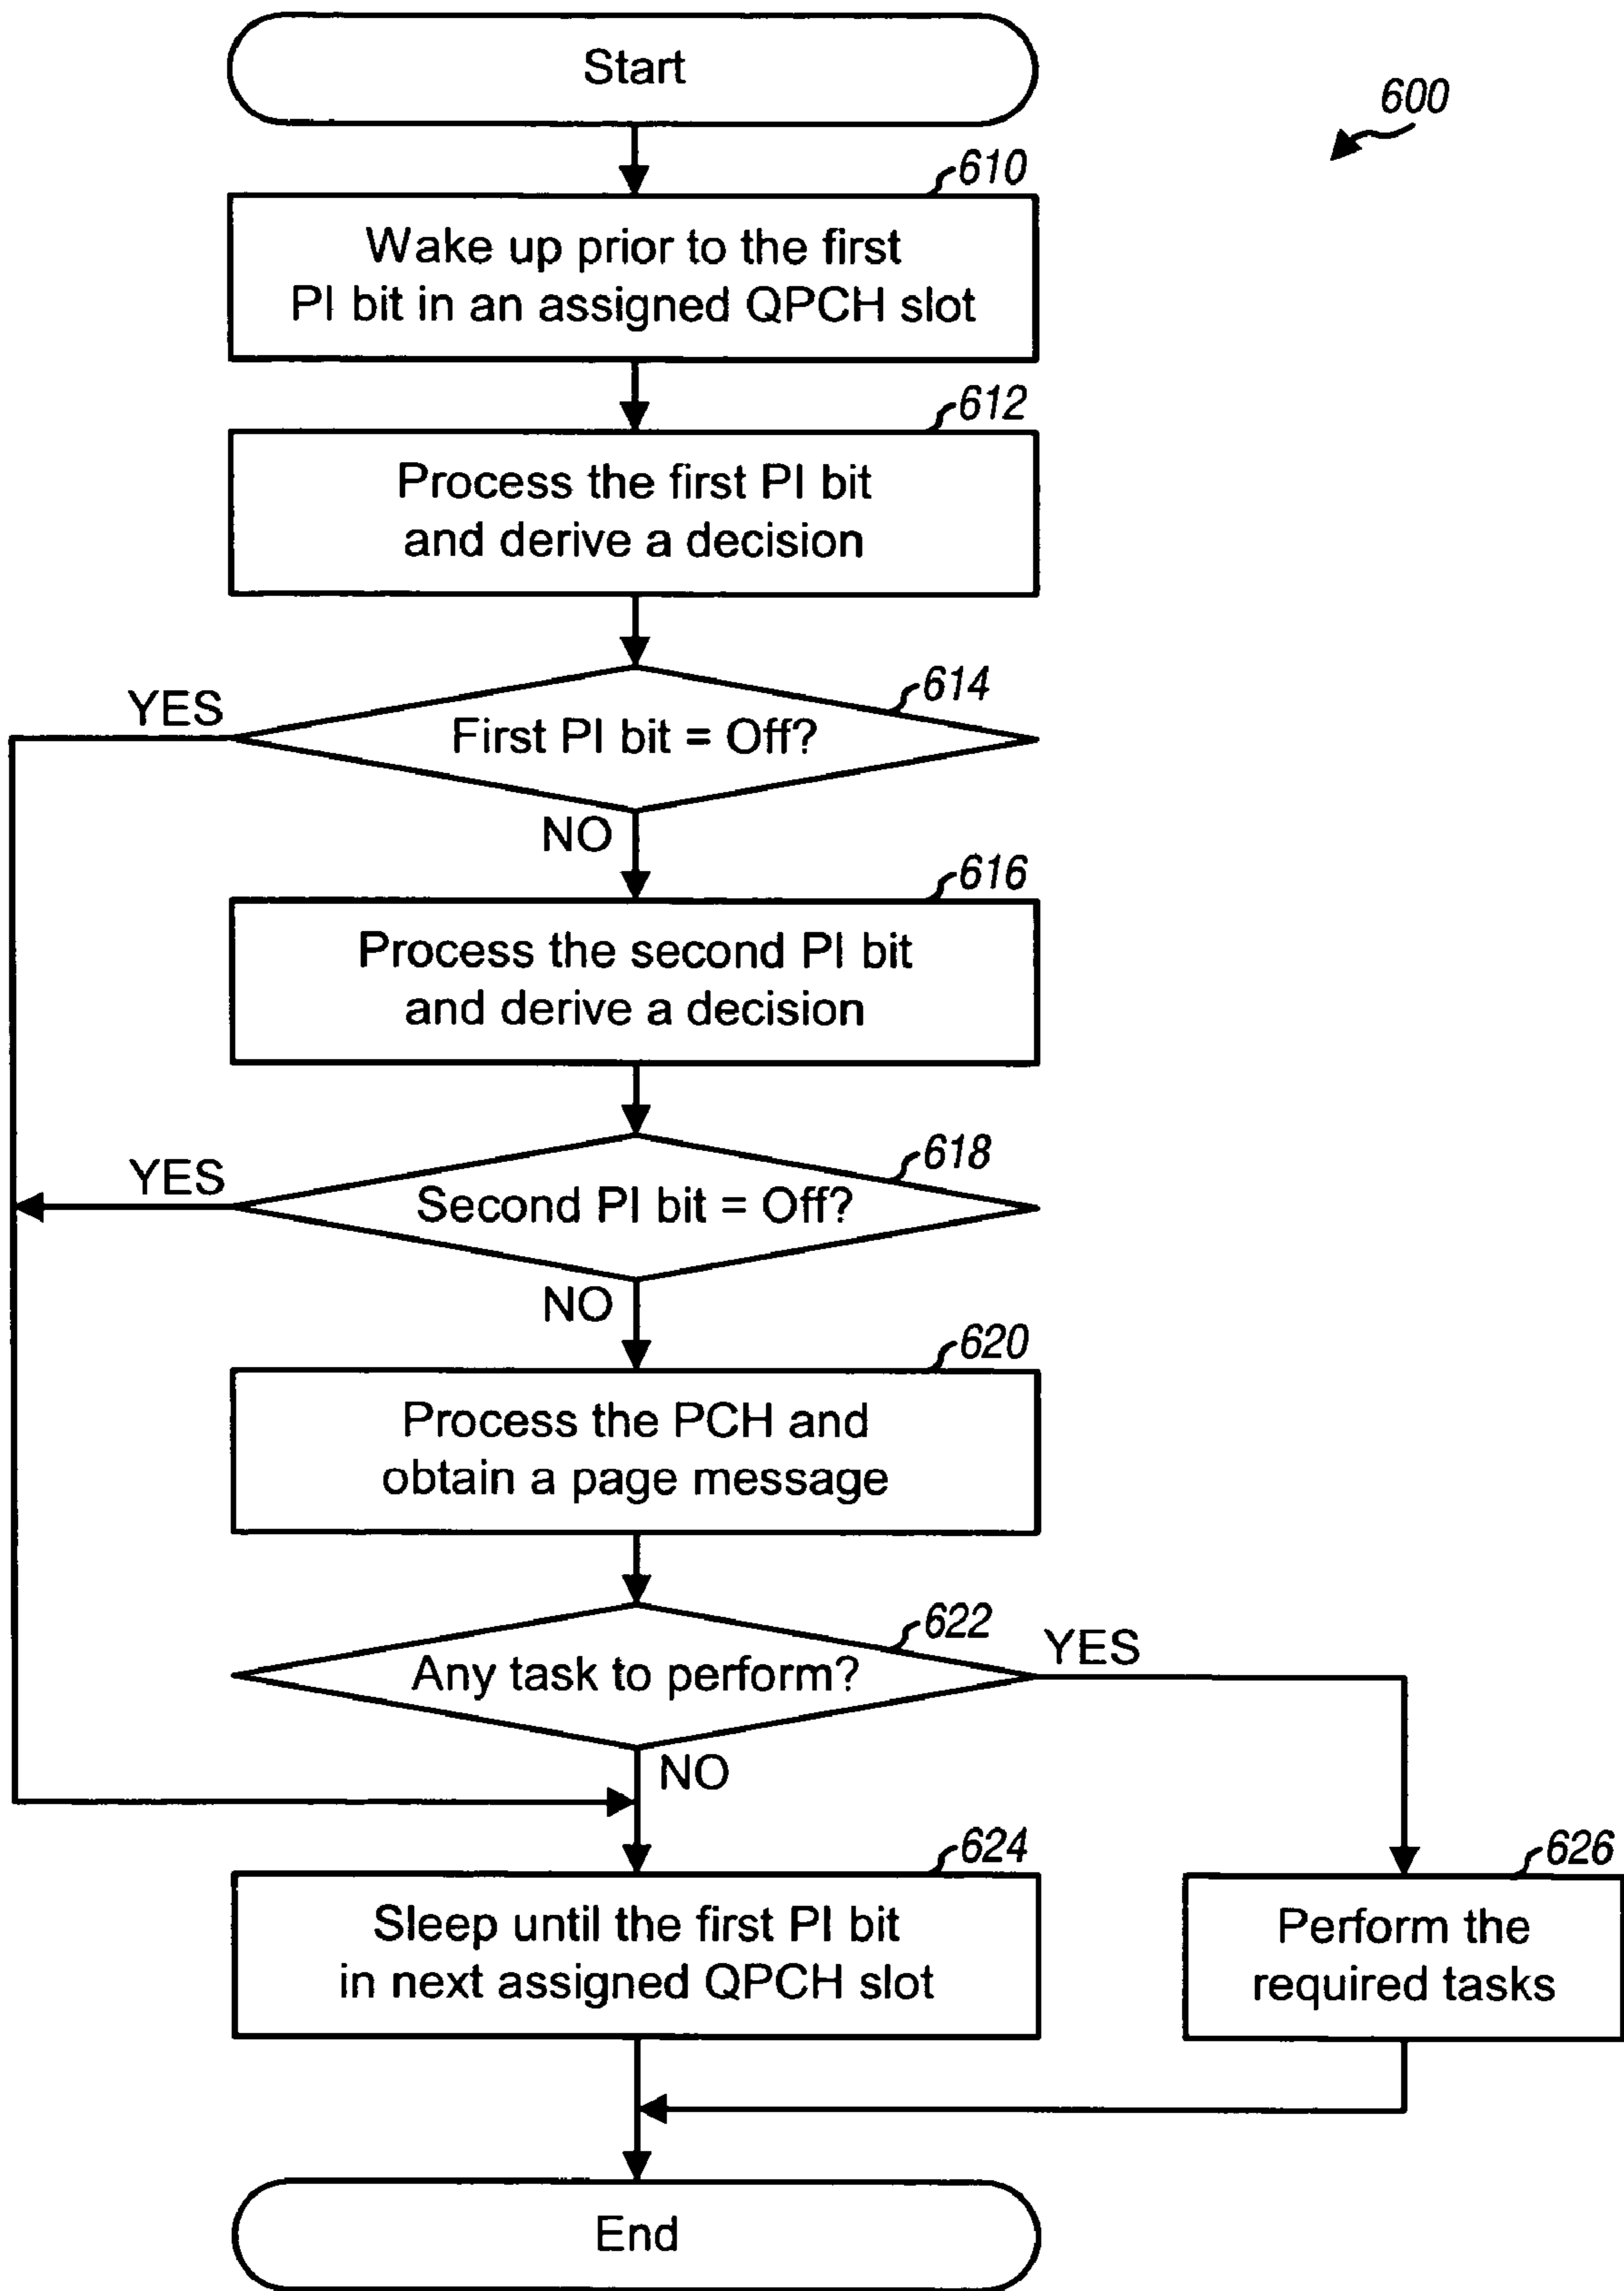 Start
600
610
Wake up prior to the first
PI bit in an assigned QPCH slot
612
Process the first PI bit
and derive a decision
614
YES
First PI bit = Off?
NO
616
Process the second PI bit
and derive a decision
618
YES
Second PI bit = Off?
NO
620
Process the PCH and
obtain a page message
622
YES
Any task to perform?
NO
624
Sleep until the first PI bit
in next assigned QPCH slot
626
Perform the
required tasks
End